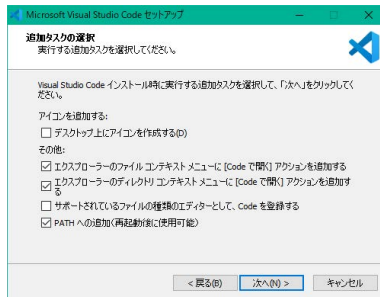 Microsoft Visual Studio Code セットアップ
追加タスクの選択
実行する追加タスクを選択してください。
Visual Studio Code インストール時に実行する追加タスクを選択して、「次へ」をクリックしてく
ださい。
アイコンを追加する:
デスクトップ上にアイコンを作成する(D)
その他:
エクスプローラーのファイル コンテキスト メニューに [Code で開く] アクションを追加する
エクスプローラーのディレクトリ コンテキスト メニューに [Code で開く] アクションを追加す
る
サポートされているファイルの種類のエディターとして、Code を登録する
PATH への追加(再起動後に使用可能)
< 戻る(B) 次へ(N) > キャンセル